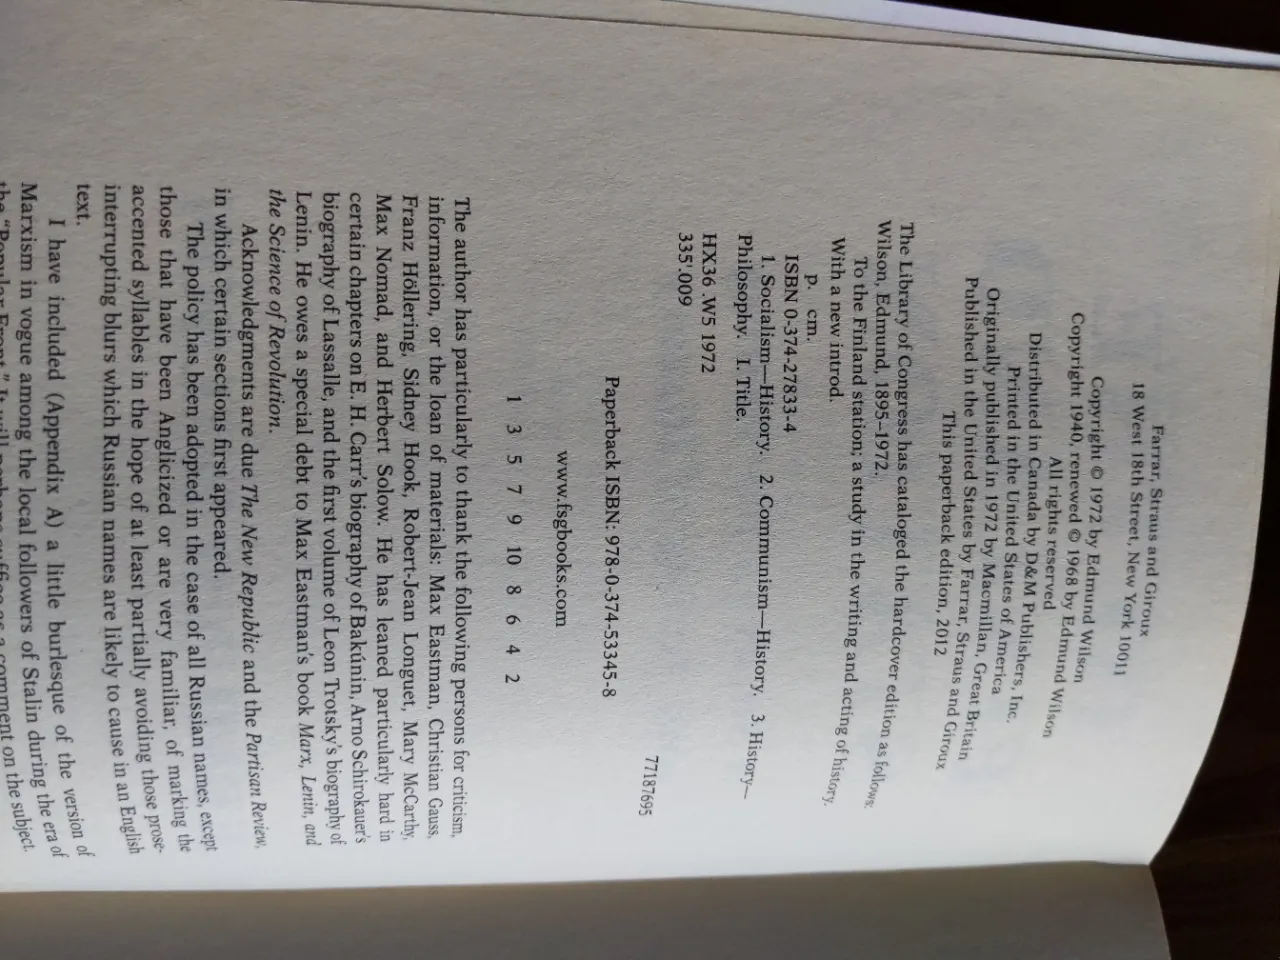 Farrar, Straus and Giroux
18 West 18th Street, New York 10011
Copyright © 1972 by Edmund Wilson
Copyright 1940, renewed © 1968 by Edmund Wilson
All rights reserved
Distributed in Canada by D&M Publishers, Inc.
Printed in the United States of America
Originally published in 1972 by Macmillan, Great Britain
Published in the United States by Farrar, Straus and Giroux
This paperback edition, 2012
The Library of Congress has cataloged the hardcover edition as follows:
Wilson, Edmund, 1895–1972.
To the Finland station; a study in the writing and acting of history.
With a new introd.
p. cm.
ISBN 0-374-27833-4
1. Socialism—History. 2. Communism—History. 3. History—
Philosophy. I. Title.
HX36 .W5 1972
335'.009
77187695
Paperback ISBN: 978-0-374-53345-8
www.fsgbooks.com
1 3 5 7 9 10 8 6 4 2
The author has particularly to thank the following persons for criticism,
information, or the loan of materials: Max Eastman, Christian Gauss,
Franz Höllering, Sidney Hook, Robert-Jean Longuet, Mary McCarthy,
Max Nomad, and Herbert Solow. He has leaned particularly hard in
certain chapters on E. H. Carr's biography of Bakúnin, Arno Schirokauer's
biography of Lassalle, and the first volume of Leon Trotsky's biography of
Lenin. He owes a special debt to Max Eastman's book Marx, Lenin, and
the Science of Revolution.
Acknowledgments are due The New Republic and the Partisan Review,
in which certain sections first appeared.
The policy has been adopted in the case of all Russian names, except
those that have been Anglicized or are very familiar, of marking the
accented syllables in the hope of at least partially avoiding those prose-
interrupting blurs which Russian names are likely to cause in an English
text.
I have included (Appendix A) a little burlesque of the version of
Marxism in vogue among the local followers of Stalin during the era of
the "Popular Front." It will perhaps suffice as a comment on the subject.